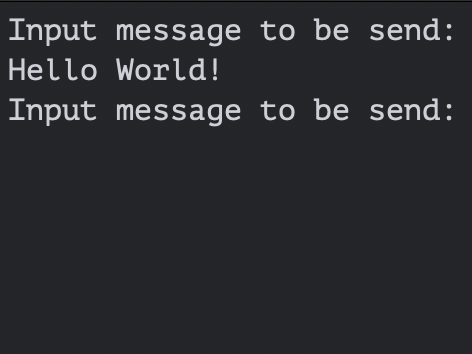 Input message to be send:
Hello World!
Input message to be send: